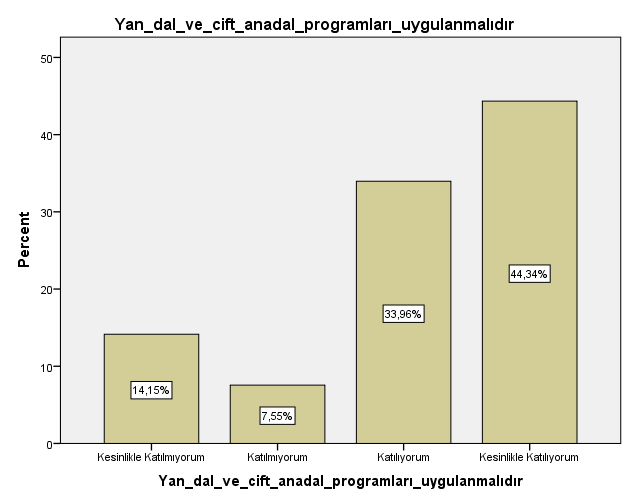 Yan_dal_ve_cift_anadal_programları_uygulanmalıdır
50
40
30
20
10
0
Percent
14,15%
7,55%
33,96%
44,34%
Kesinlikle Katılmıyorum
Katılmıyorum
Katılıyorum
Kesinlikle Katılıyorum
Yan_dal_ve_cift_anadal_programları_uygulanmalıdır